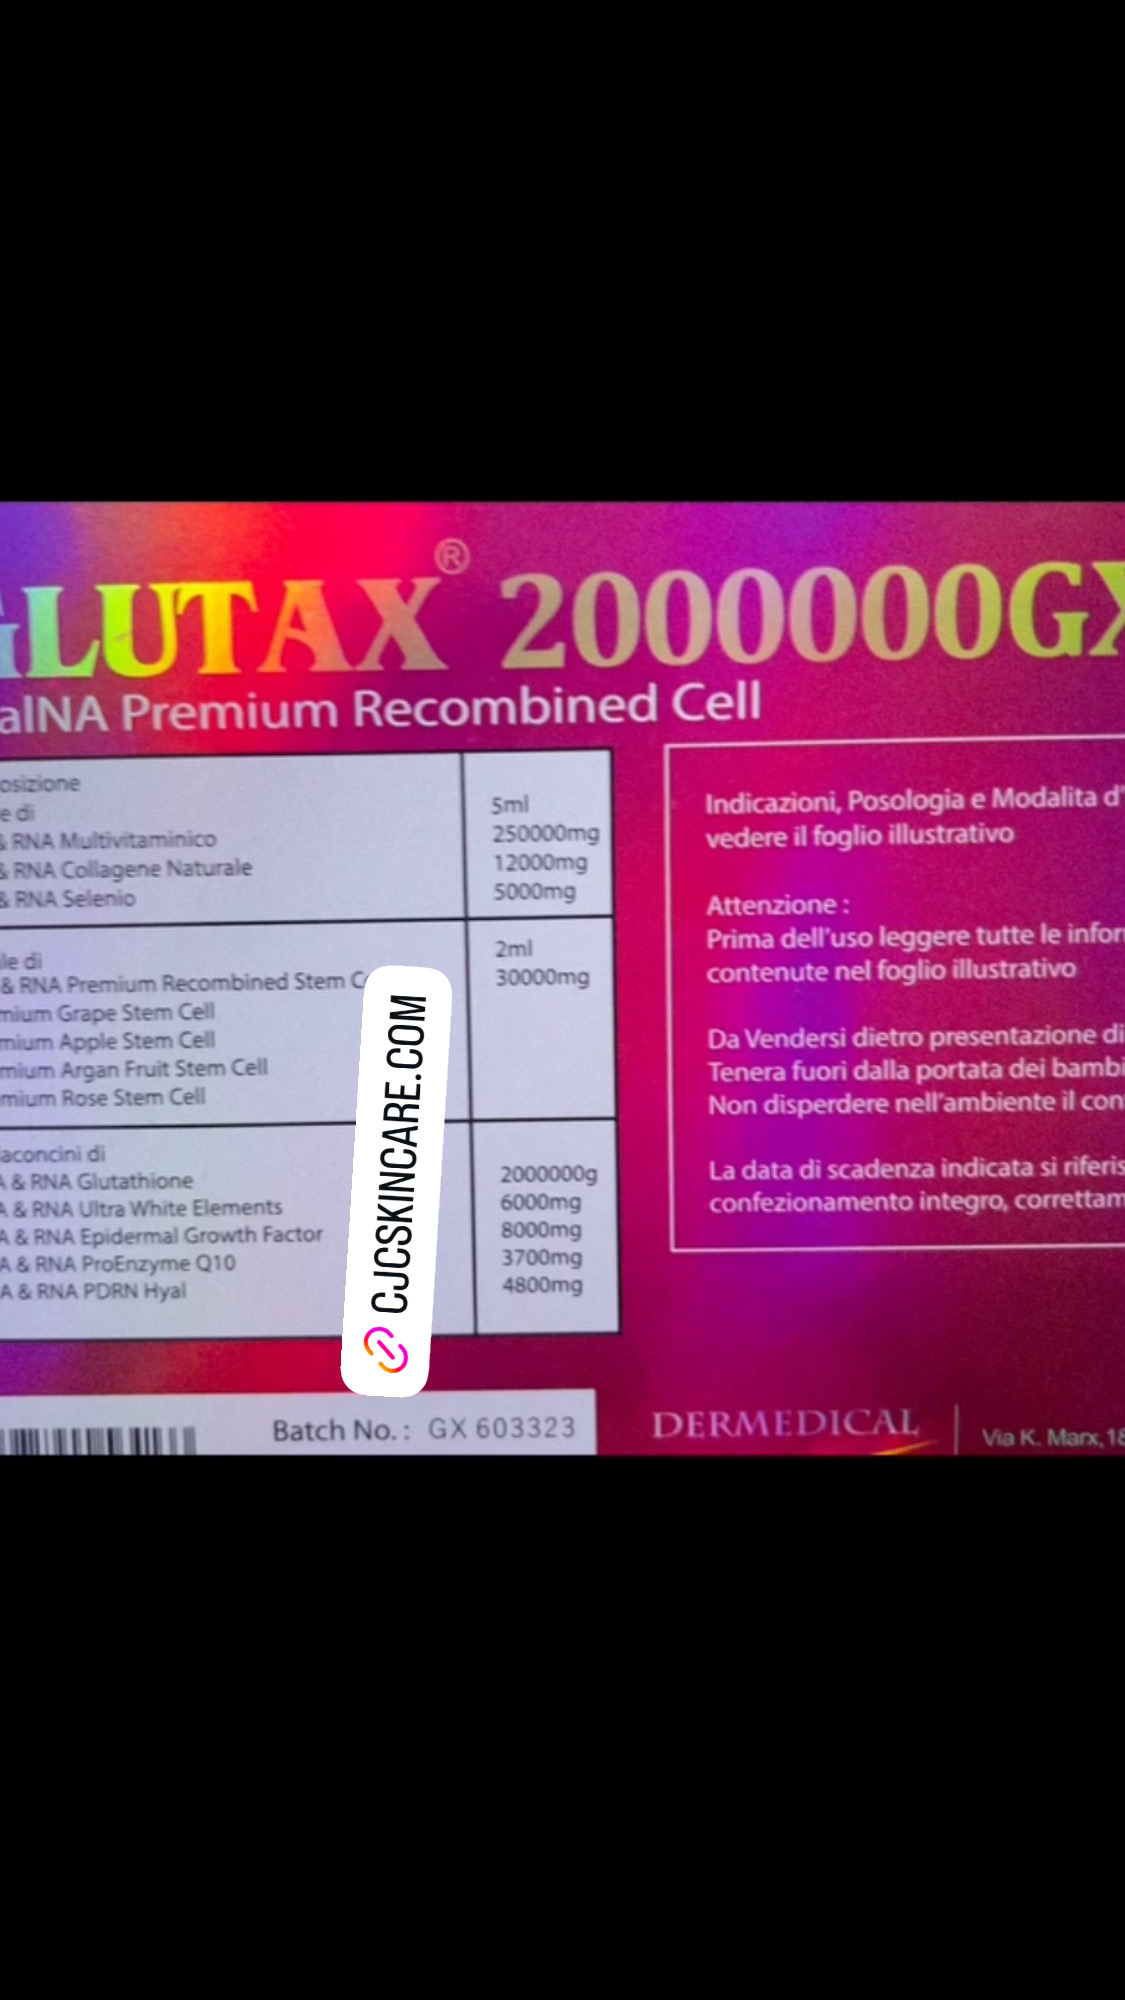 GLUTAX® 2000000GX
alNA Premium Recombined Cell
osizione
e di
5ml
& RNA Multivitaminico 250000mg
& RNA Collagene Naturale 12000mg
& RNA Selenio 5000mg
le di
2ml
& RNA Premium Recombined Stem C 30000mg
mium Grape Stem Cell
mium Apple Stem Cell
mium Argan Fruit Stem Cell
mium Rose Stem Cell
aconcini di
A & RNA Glutathione 2000000g
A & RNA Ultra White Elements 6000mg
A & RNA Epidermal Growth Factor 8000mg
A & RNA ProEnzyme Q10 3700mg
A & RNA PDRN Hyal 4800mg
CJCSKINCARE.COM
Batch No. : GX 603323
Indicazioni, Posologia e Modalita d'
vedere il foglio illustrativo
Attenzione :
Prima dell'uso leggere tutte le infor
contenute nel foglio illustrativo
Da Vendersi dietro presentazione di
Tenera fuori dalla portata dei bambi
Non disperdere nell'ambiente il con
La data di scadenza indicata si riferis
confezionamento integro, correttam
DERMEDICAL
Via K. Marx, 18